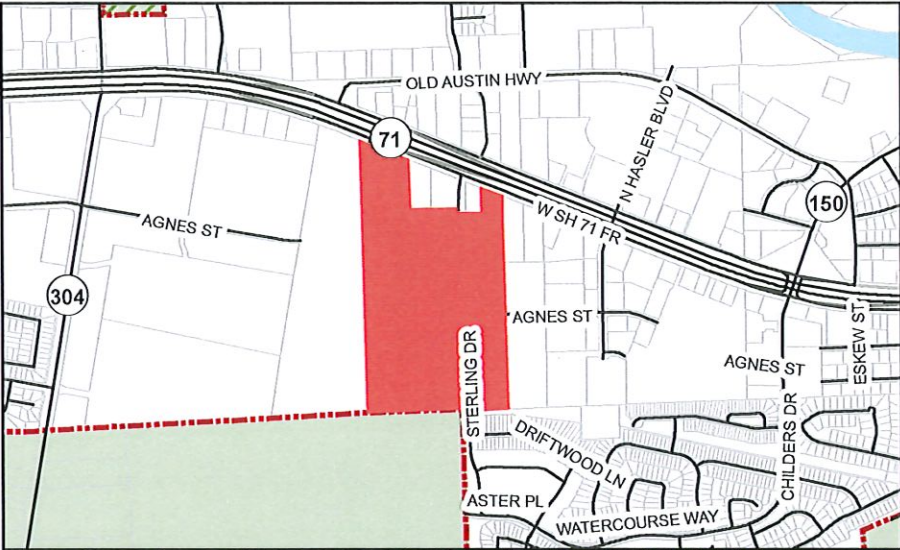 OLD AUSTIN HWY
71
N HASLER BLVD
150
AGNES ST
W SH 71 FR
304
AGNES ST
STERLING DR
AGNES ST
ESKEW ST
CHILDERS DR
DRIFTWOOD LN
ASTER PL
WATERCOURSE WAY